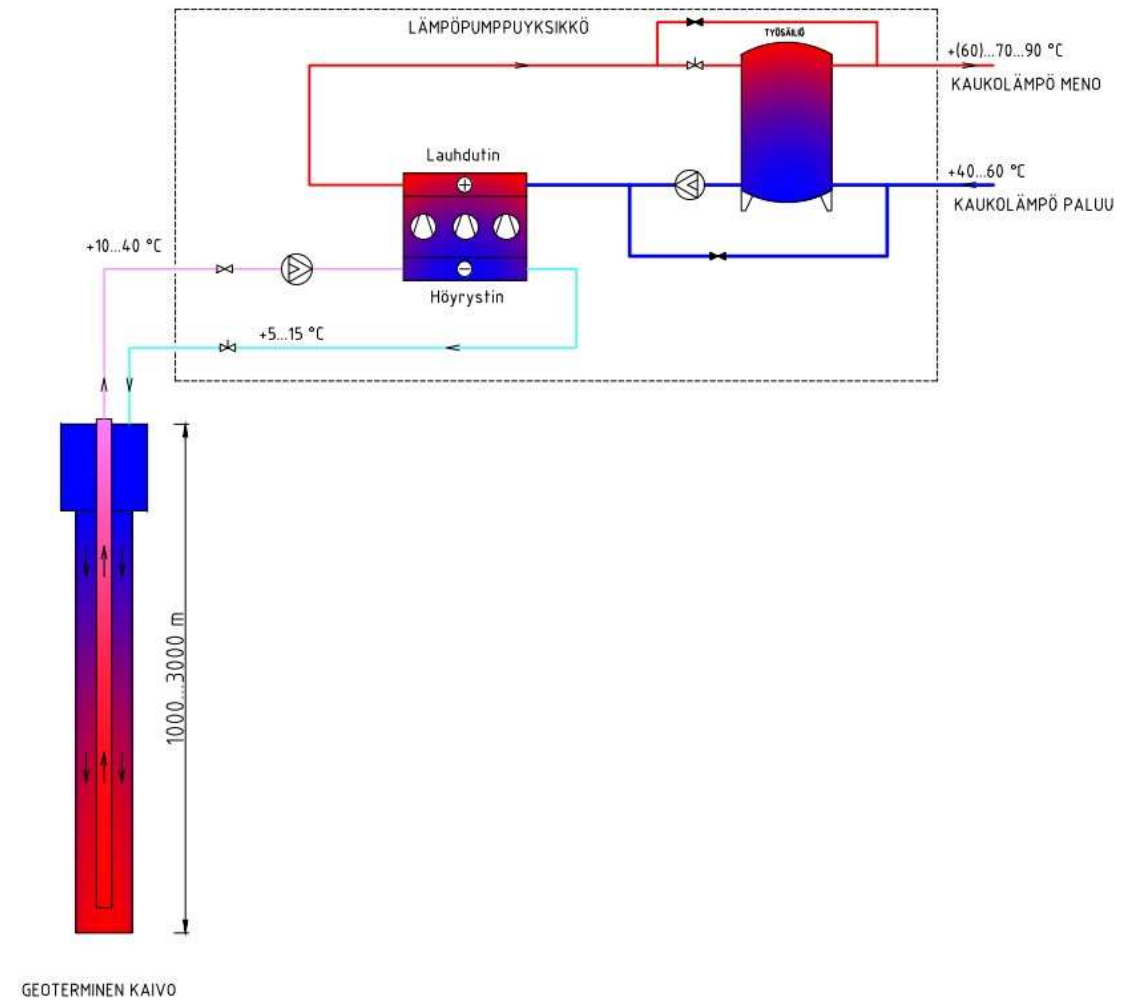 LÄMPÖPUMPPUYKSIKKÖ
TYÖSÄILIÖ
+(60)...70...90 °C
KAUKOLÄMPÖ MENO
Lauhdutin
+40...60 °C
KAUKOLÄMPÖ PALUU
+10...40 °C
Höyrystin
+5...15 °C
1000...3000 m
GEOTERMINEN KAIVO